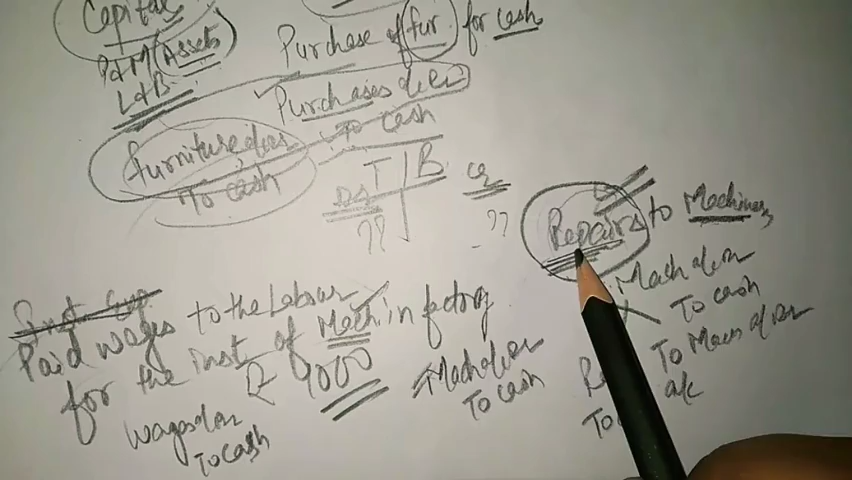 Capital
P&M (Assets)
L&B
Purchase of fur for cash
Purchases a/c Dr
To cash
Furniture a/c Dr
To cash
T B
Dr Cr
?? ??
Repairs to Machinery
Mach a/c Dr
To cash
To Mach a/c Dr
a/c
To
Paid wages to the Labour
for the inst of Mach in factory
₹ 9000
Wages a/c Dr
To cash
Mach a/c Dr
To cash